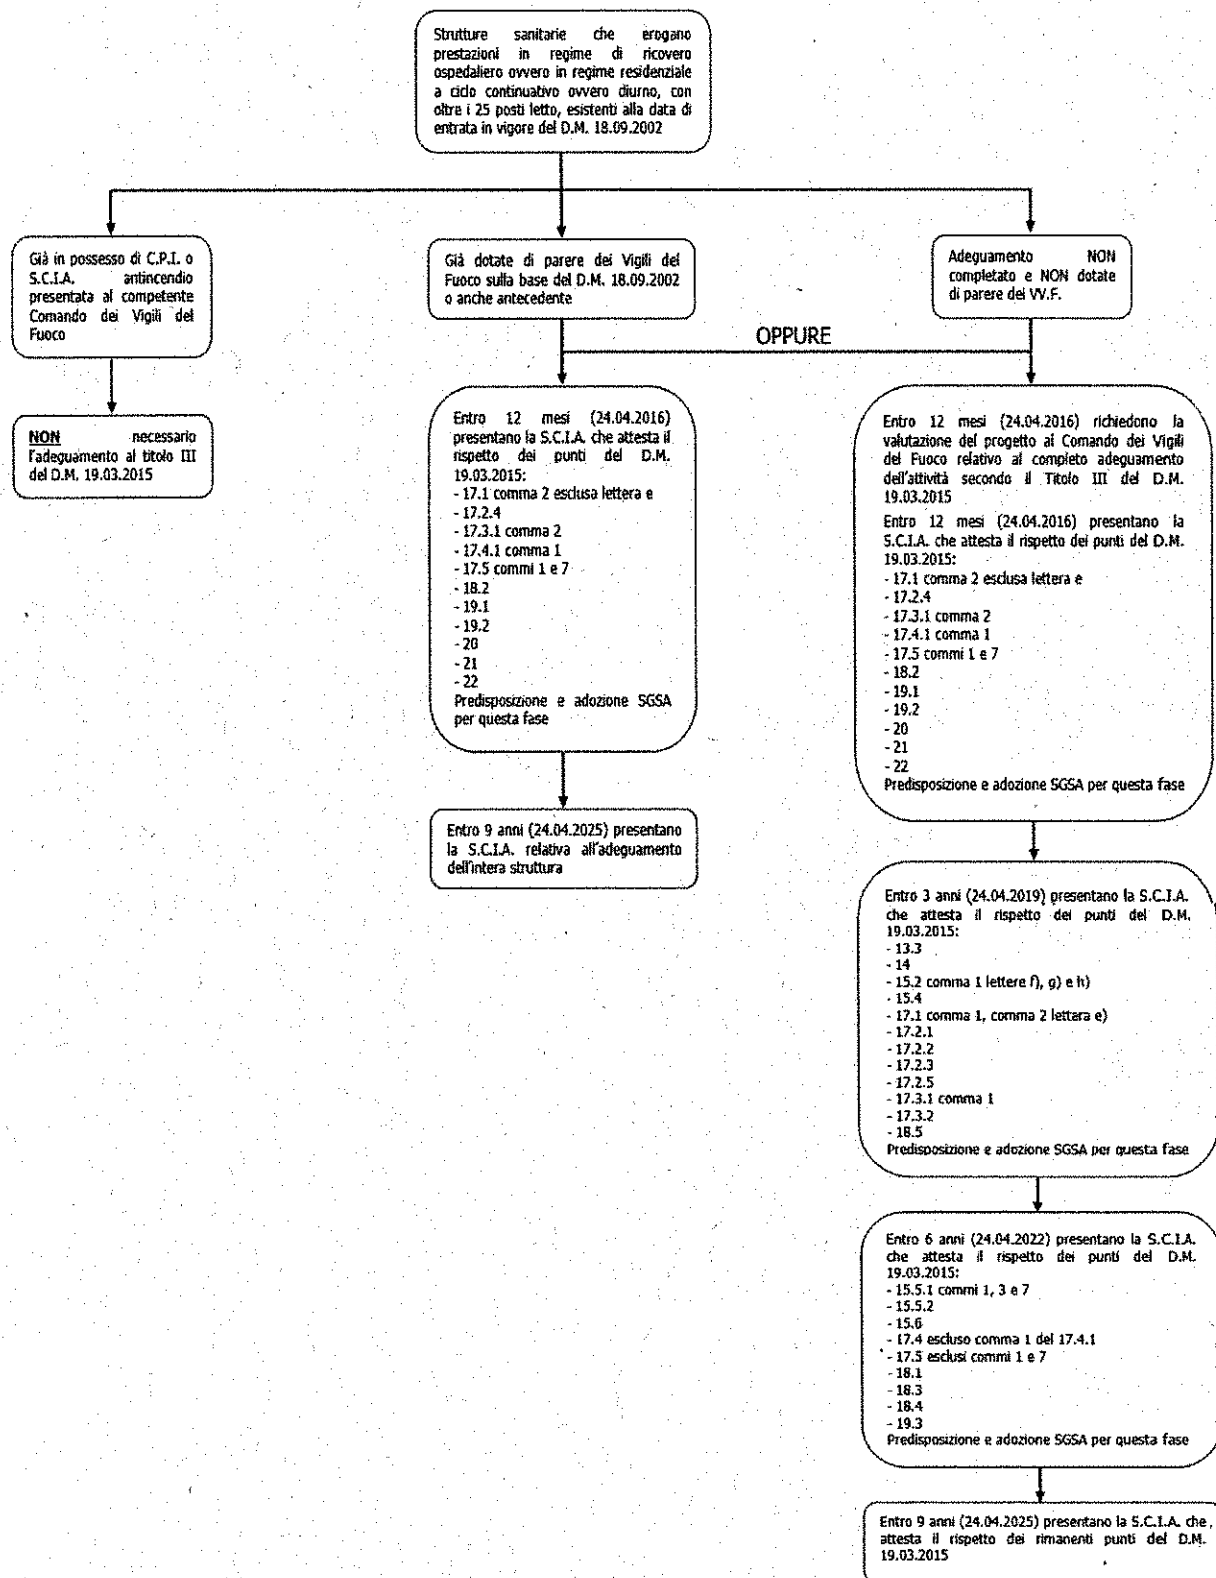 Strutture sanitarie che erogano
prestazioni in regime di ricovero
ospedaliero ovvero in regime residenziale
a ciclo continuativo ovvero diurno, con
oltre i 25 posti letto, esistenti alla data di
entrata in vigore del D.M. 18.09.2002
Già in possesso di C.P.I. o
S.C.I.A. antincendio
presentata al competente
Comando dei Vigili del
Fuoco
Già dotate di parere dei Vigili del
Fuoco sulla base del D.M. 18.09.2002
o anche antecedente
Adeguamento NON
completato e NON dotate
di parere dei VV.F.
OPPURE
NON necessario
l'adeguamento al titolo III
del D.M. 19.03.2015
Entro 12 mesi (24.04.2016)
presentano la S.C.I.A. che attesta il
rispetto dei punti del D.M.
19.03.2015:
- 17.1 comma 2 esclusa lettera e
- 17.2.4
- 17.3.1 comma 2
- 17.4.1 comma 1
- 17.5 commi 1 e 7
- 18.2
- 19.1
- 19.2
- 20
- 21
- 22
Predisposizione e adozione SGSA
per questa fase
Entro 9 anni (24.04.2025) presentano
la S.C.I.A. relativa all'adeguamento
dell'intera struttura
Entro 12 mesi (24.04.2016) richiedono la
valutazione del progetto al Comando dei Vigili
del Fuoco relativo al completo adeguamento
dell'attività secondo il Titolo III del D.M.
19.03.2015
Entro 12 mesi (24.04.2016) presentano la
S.C.I.A. che attesta il rispetto dei punti del D.M.
19.03.2015:
- 17.1 comma 2 esclusa lettera e
- 17.2.4
- 17.3.1 comma 2
- 17.4.1 comma 1
- 17.5 commi 1 e 7
- 18.2
- 19.1
- 19.2
- 20
- 21
- 22
Predisposizione e adozione SGSA per questa fase
Entro 3 anni (24.04.2019) presentano la S.C.I.A.
che attesta il rispetto dei punti del D.M.
19.03.2015:
- 13.3
- 14
- 15.2 comma 1 lettere f), g) e h)
- 15.4
- 17.1 comma 1, comma 2 lettera e)
- 17.2.1
- 17.2.2
- 17.2.3
- 17.2.5
- 17.3.1 comma 1
- 17.3.2
- 18.5
Predisposizione e adozione SGSA per questa fase
Entro 6 anni (24.04.2022) presentano la S.C.I.A.
che attesta il rispetto dei punti del D.M.
19.03.2015:
- 15.5.1 commi 1, 3 e 7
- 15.5.2
- 15.6
- 17.4 escluso comma 1 del 17.4.1
- 17.5 esclusi commi 1 e 7
- 18.1
- 18.3
- 18.4
- 19.3
Predisposizione e adozione SGSA per questa fase
Entro 9 anni (24.04.2025) presentano la S.C.I.A. che
attesta il rispetto dei rimanenti punti del D.M.
19.03.2015